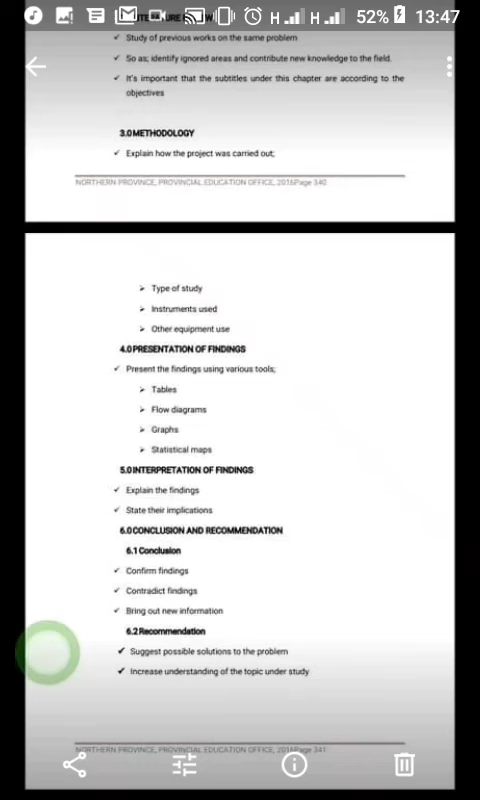 H H 52% 13:47
✓ Study of previous works on the same problem
✓ So as; identify ignored areas and contribute new knowledge to the field.
✓ It's important that the subtitles under this chapter are according to the
objectives
3.0METHODOLOGY
✓ Explain how the project was carried out;
NORTHERN PROVINCE, PROVINCIAL EDUCATION OFFICE, 2016Page 340
➢ Type of study
➢ Instruments used
➢ Other equipment use
4.0PRESENTATION OF FINDINGS
✓ Present the findings using various tools;
➢ Tables
➢ Flow diagrams
➢ Graphs
➢ Statistical maps
5.0INTERPRETATION OF FINDINGS
✓ Explain the findings
✓ State their implications
6.0CONCLUSION AND RECOMMENDATION
6.1Conclusion
✓ Confirm findings
✓ Contradict findings
✓ Bring out new information
6.2Recommendation
✓ Suggest possible solutions to the problem
✓ Increase understanding of the topic under study
NORTHERN PROVINCE, PROVINCIAL EDUCATION OFFICE, 2016Page 341